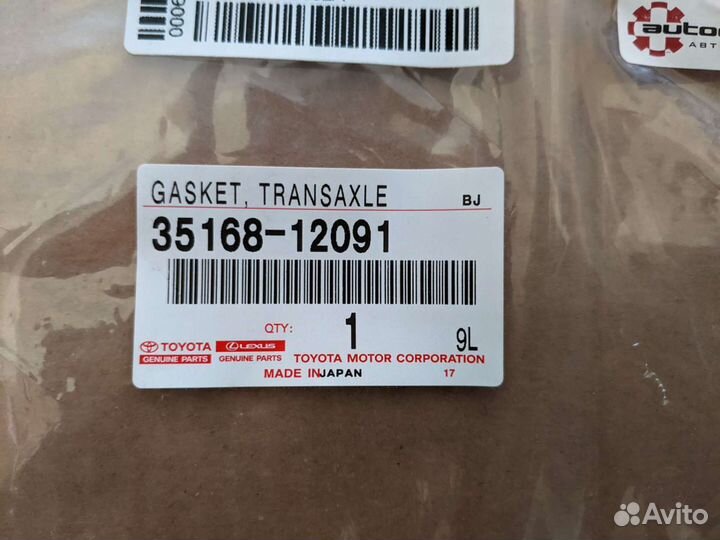 0006
GASKET, TRANSAXLE BJ
35168-12091
QTY: 1 9L
TOYOTA LEXUS
GENUINE PARTS GENUINE PARTS TOYOTA MOTOR CORPORATION
MADE IN JAPAN 17
Avito